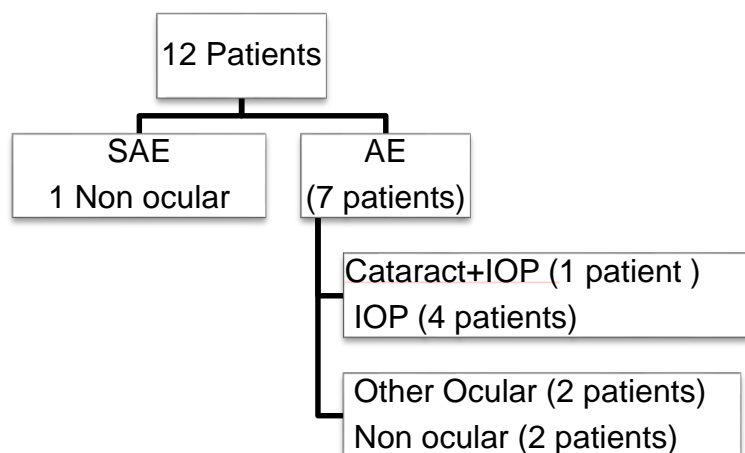 12 Patients
SAE
1 Non ocular
AE
(7 patients)
Cataract+IOP (1 patient )
IOP (4 patients)
Other Ocular (2 patients)
Non ocular (2 patients)